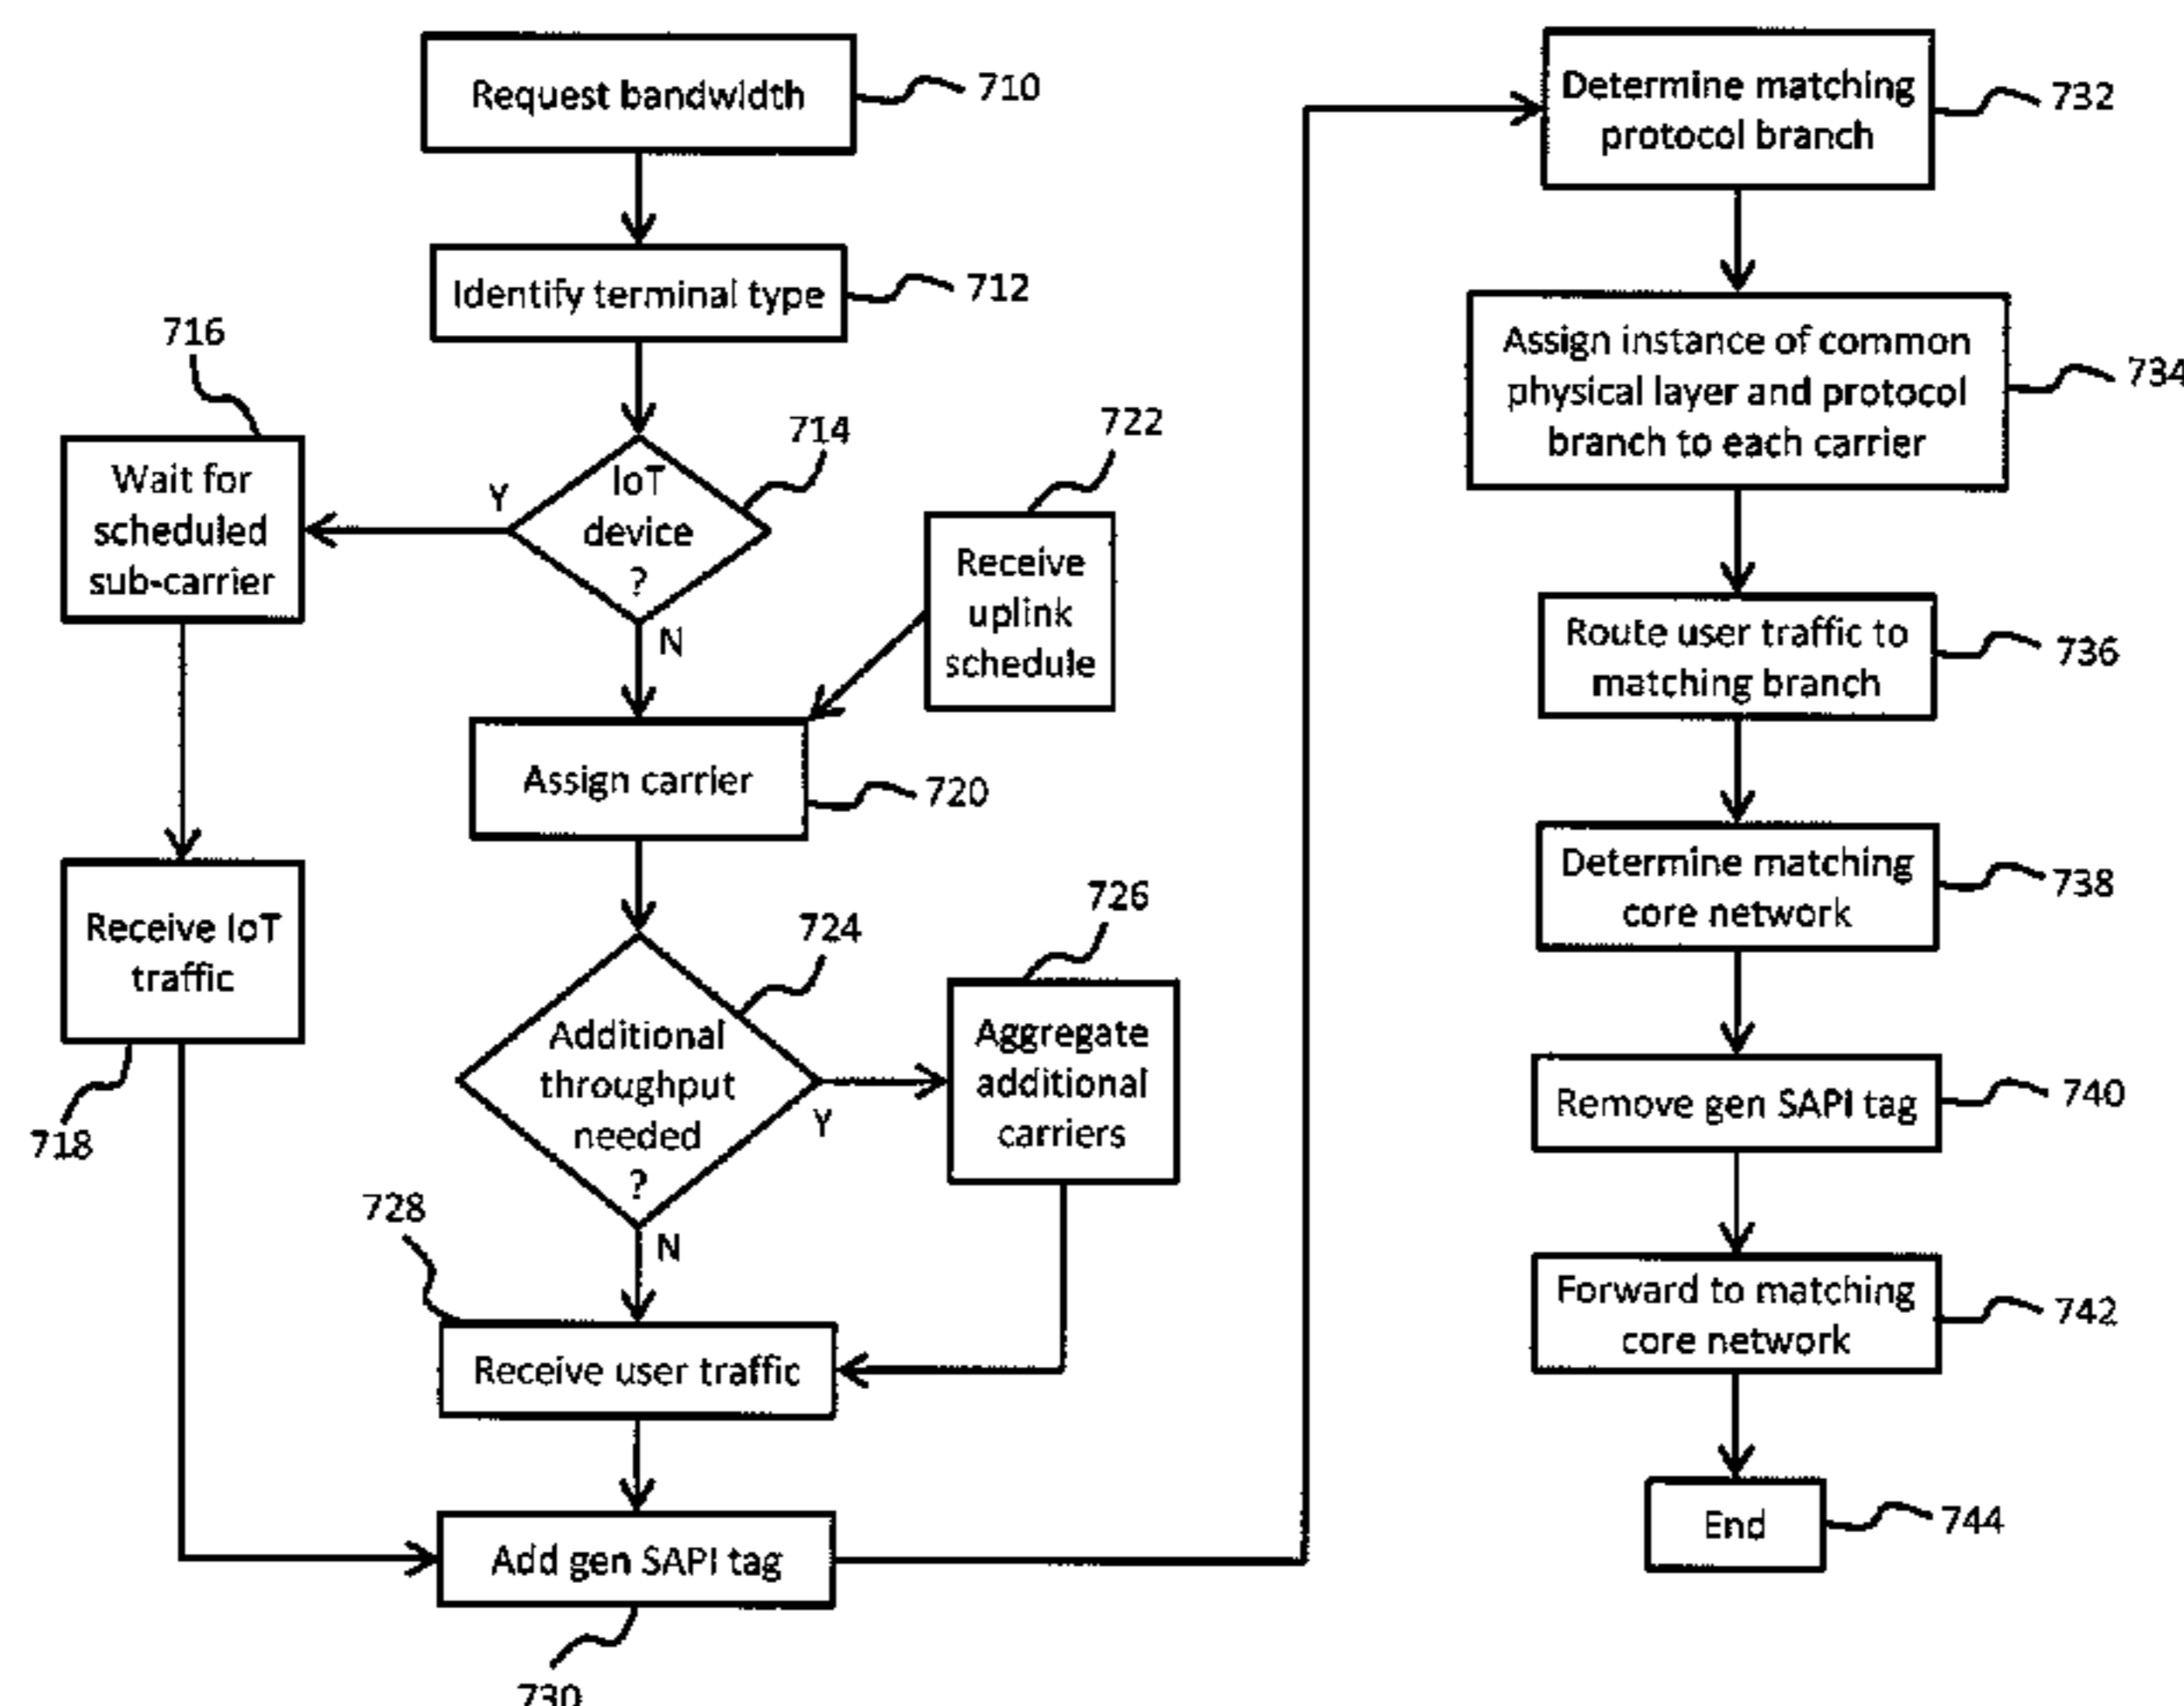 Request bandwidth
710
Identify terminal type
712
716
Wait for
scheduled
sub-carrier
Y
IoT
device
?
714
N
722
Receive
uplink
schedule
Assign carrier
720
Receive IoT
traffic
718
724
Additional
throughput
needed
?
Y
N
726
Aggregate
additional
carriers
728
Receive user traffic
Add gen SAPI tag
730
Determine matching
protocol branch
732
Assign instance of common
physical layer and protocol
branch to each carrier
734
Route user traffic to
matching branch
736
Determine matching
core network
738
Remove gen SAPI tag
740
Forward to matching
core network
742
End
744